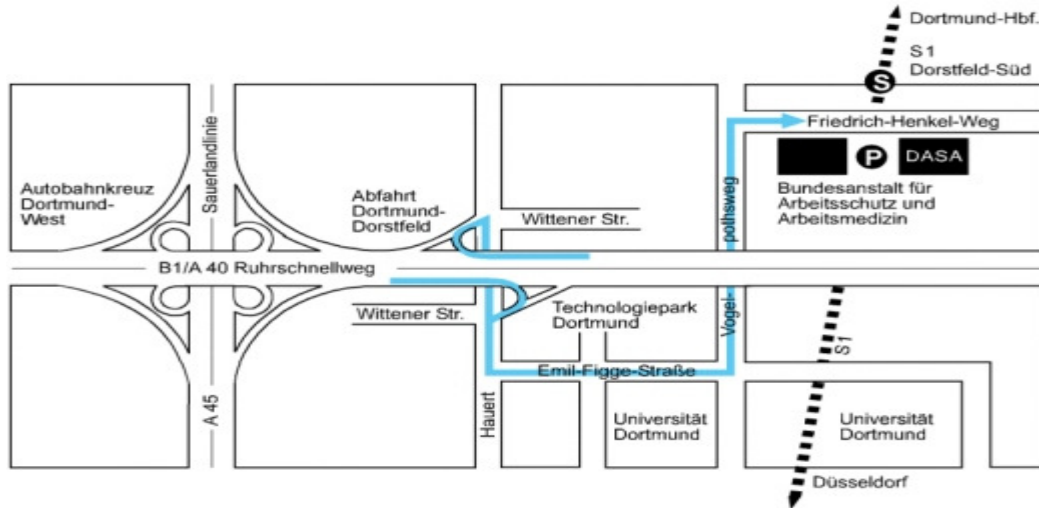 Dortmund-Hbf.
S1
Dorstfeld-Süd
S
Friedrich-Henkel-Weg
P
DASA
Bundesanstalt für
Arbeitsschutz und
Arbeitsmedizin
Sauerlandlinie
Autobahnkreuz
Dortmund-
West
Abfahrt
Dortmund-
Dorstfeld
Wittener Str.
pothsweg
B1/A 40 Ruhrschnellweg
Wittener Str.
Technologiepark
Dortmund
Vogel-
S1
Emil-Figge-Straße
A 45
Hauert
Universität
Dortmund
Universität
Dortmund
Düsseldorf